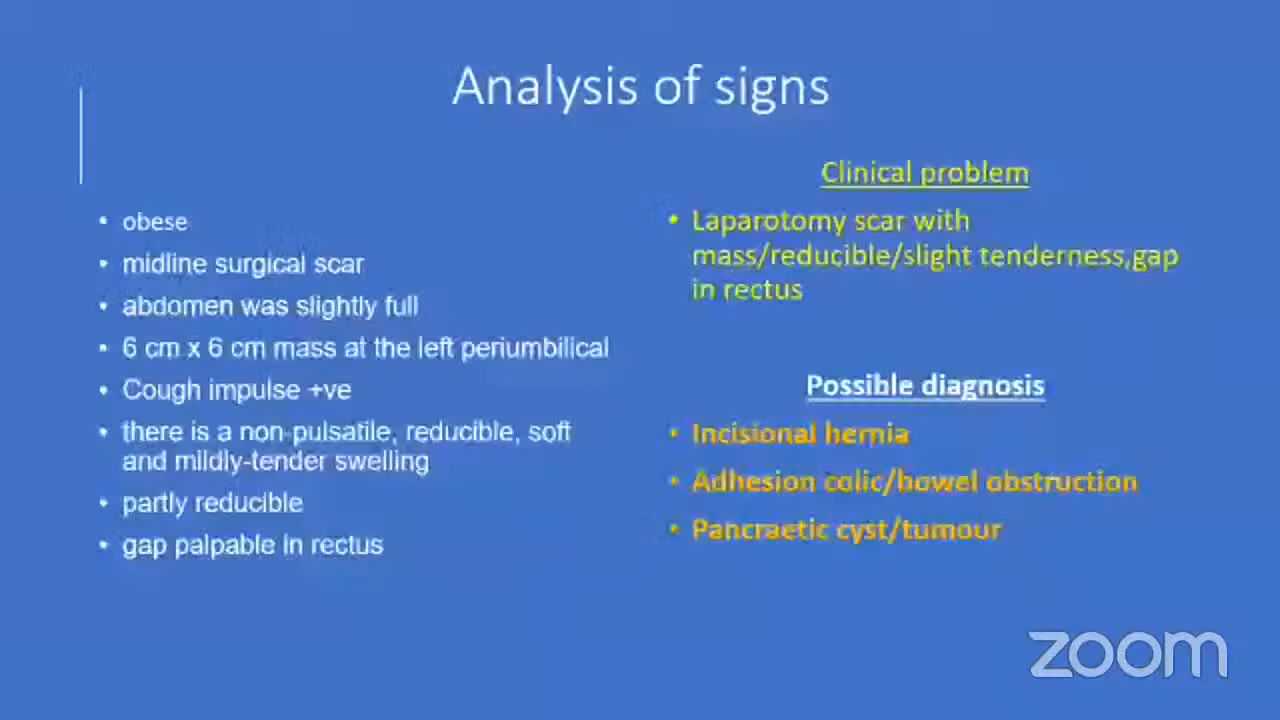 Analysis of signs
• obese
• midline surgical scar
• abdomen was slightly full
• 6 cm x 6 cm mass at the left periumbilical
• Cough impulse +ve
• there is a non-pulsatile, reducible, soft
and mildly-tender swelling
• partly reducible
• gap palpable in rectus
Clinical problem
• Laparotomy scar with
mass/reducible/slight tenderness,gap
in rectus
Possible diagnosis
• Incisional hernia
• Adhesion colic/bowel obstruction
• Pancraetic cyst/tumour
zoom